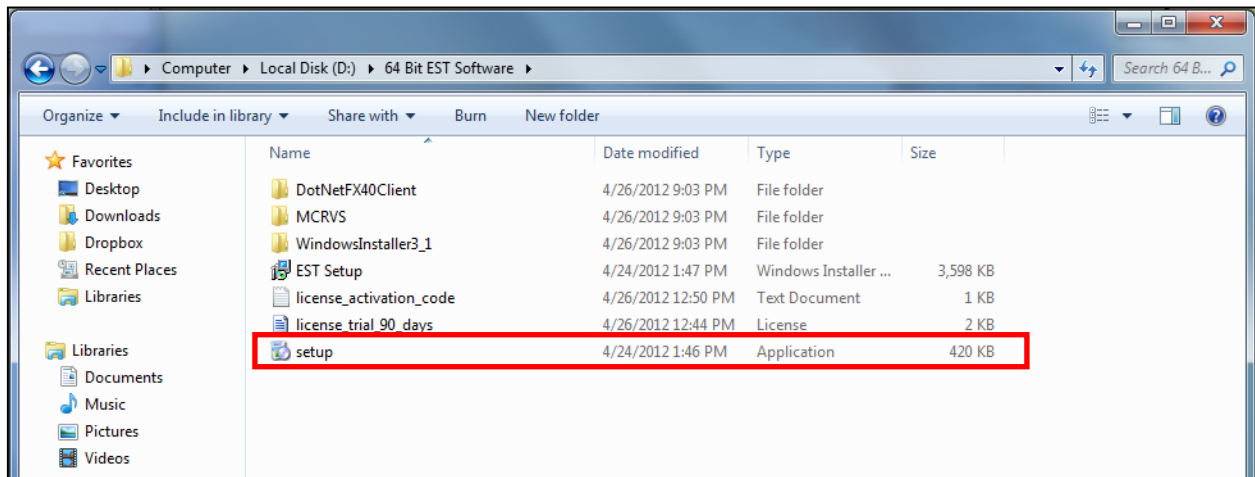 Computer Local Disk (D:) 64 Bit EST Software Search 64 B...
Organize Include in library Share with Burn New folder
Favorites
Desktop
Downloads
Dropbox
Recent Places
Libraries
Libraries
Documents
Music
Pictures
Videos
Name Date modified Type Size
DotNetFX40Client 4/26/2012 9:03 PM File folder
MCRVS 4/26/2012 9:03 PM File folder
WindowsInstaller3_1 4/26/2012 9:03 PM File folder
EST Setup 4/24/2012 1:47 PM Windows Installer ... 3,598 KB
license_activation_code 4/26/2012 12:50 PM Text Document 1 KB
license_trial_90_days 4/26/2012 12:44 PM License 2 KB
setup 4/24/2012 1:46 PM Application 420 KB